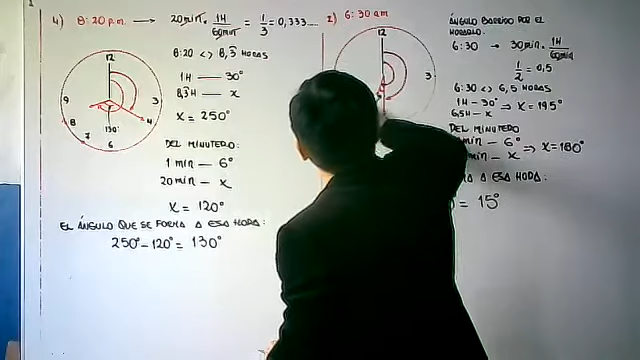 4) 8:20 p.m. → 20min. 1H/60min = 1/3 = 0,333....
8:20 <> 8,3 HORAS
1H — 30°
8,3H — x
x = 250°
DEL MINUTERO:
1 min — 6°
20 min — x
x = 120°
EL ÁNGULO QUE SE FORMA A ESA HORA:
250° - 120° = 130°
12
9
3
8
4
7
6
130°
2) 6:30 am
12
3
ÁNGULO BARRIDO POR EL
HORARIO.
6:30 → 30min. 1H/60min
1/2 = 0,5
6:30 <> 6,5 HORAS
1H — 30° ⇒ x = 195°
6,5H — x
DEL MINUTERO
min — 6° ⇒ x = 180°
min — x
A ESA HORA:
= 15°